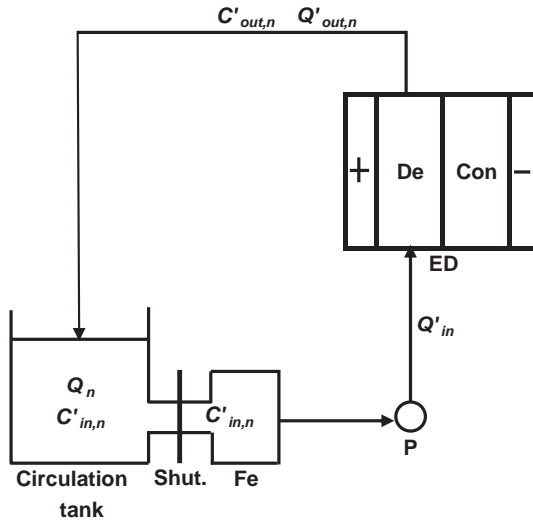 C'out,n Q'out,n
+ De Con −
ED
Q'in
Qn
C'in,n
C'in,n
P
Circulation tank
Shut.
Fe